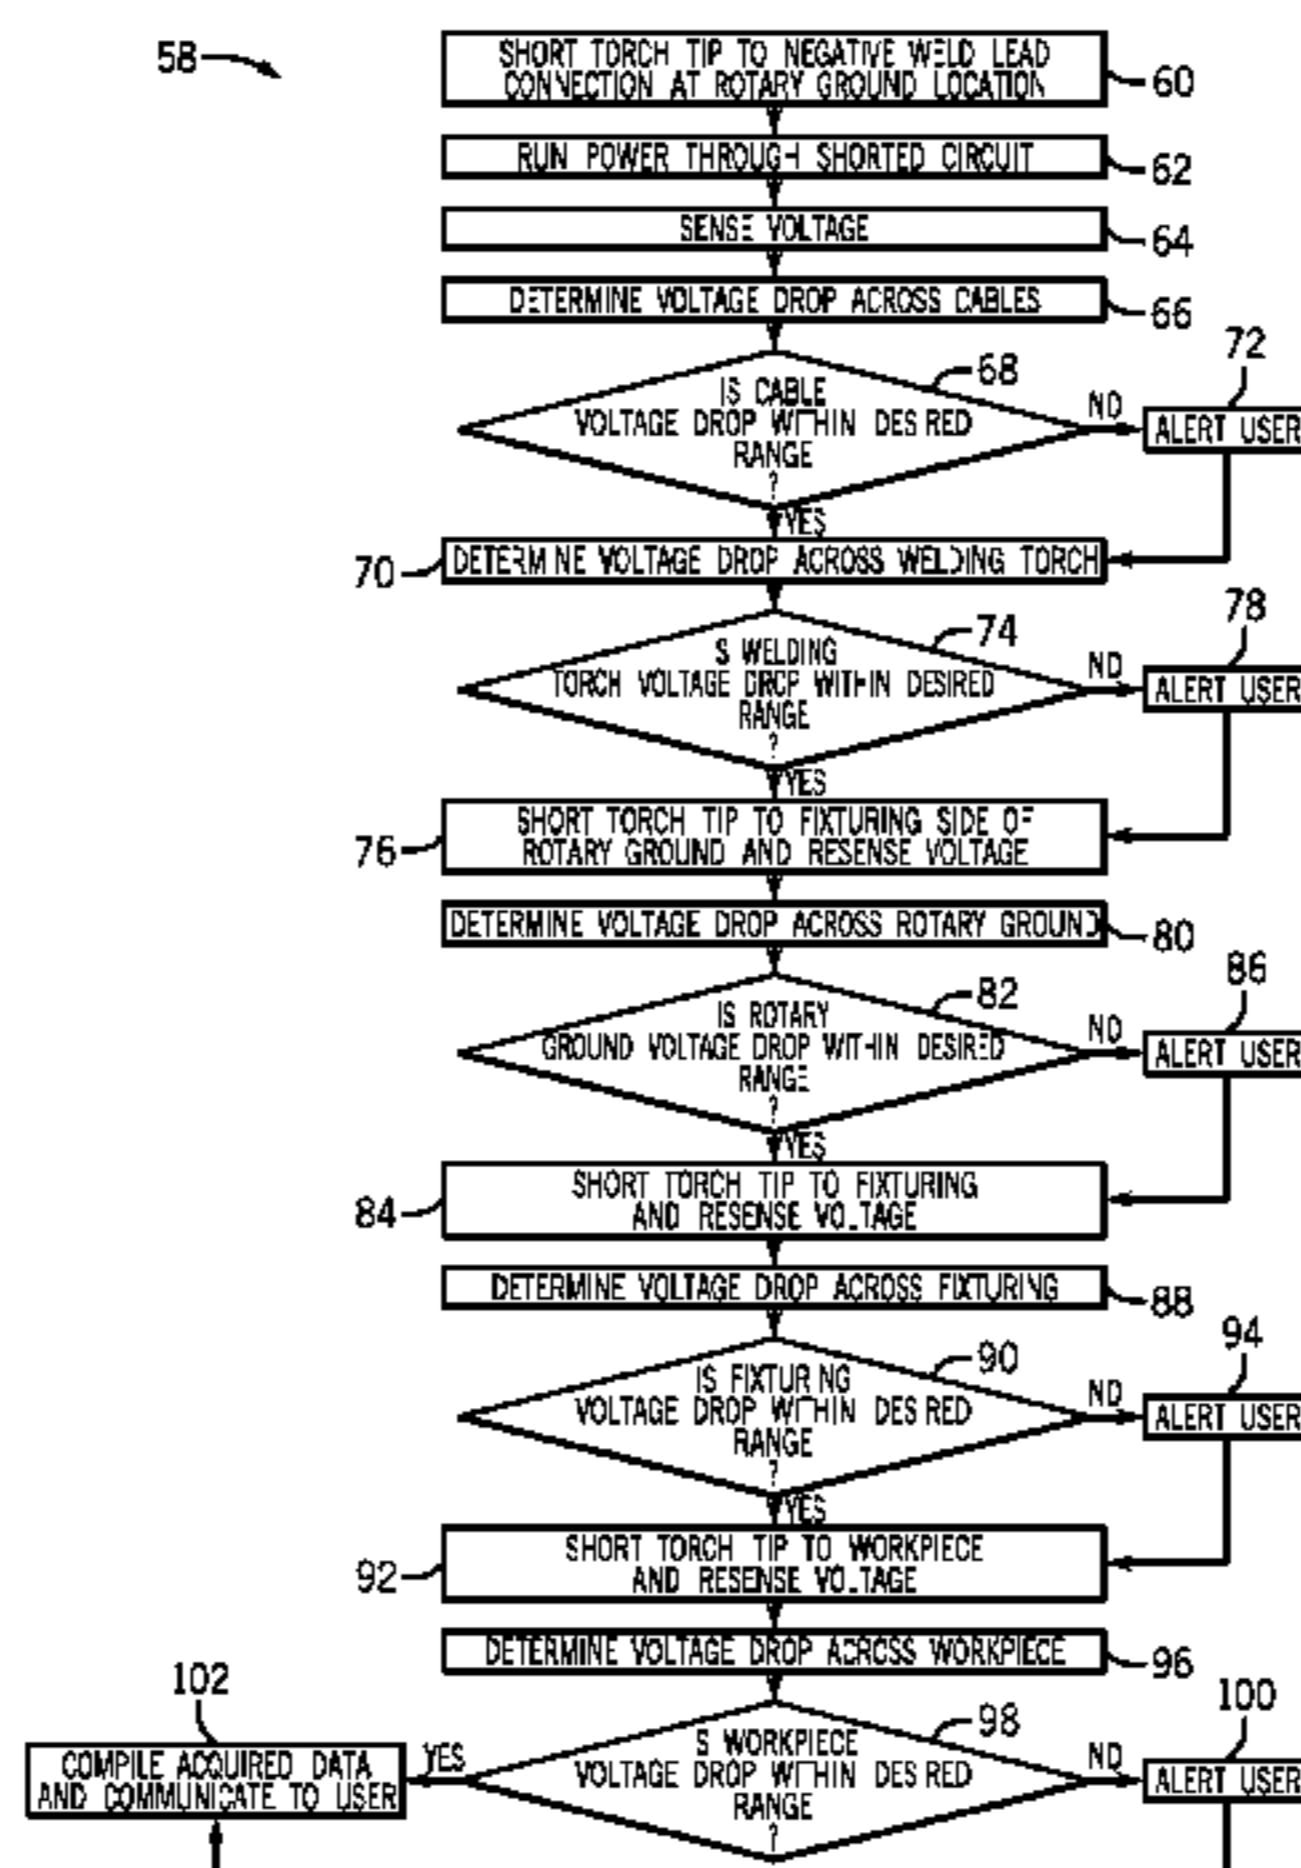 58
SHORT TORCH TIP TO NEGATIVE WELD LEAD
CONNECTION AT ROTARY GROUND LOCATION
60
RUN POWER THROUGH SHORTED CIRCUIT
62
SENSE VOLTAGE
64
DETERMINE VOLTAGE DROP ACROSS CABLES
66
IS CABLE
VOLTAGE DROP WITHIN DESIRED
RANGE
?
68
NO
72
ALERT USER
YES
70
DETERMINE VOLTAGE DROP ACROSS WELDING TORCH
IS WELDING
TORCH VOLTAGE DROP WITHIN DESIRED
RANGE
?
74
NO
78
ALERT USER
YES
76
SHORT TORCH TIP TO FIXTURING SIDE OF
ROTARY GROUND AND RESENSE VOLTAGE
DETERMINE VOLTAGE DROP ACROSS ROTARY GROUND
80
IS ROTARY
GROUND VOLTAGE DROP WITHIN DESIRED
RANGE
?
82
NO
86
ALERT USER
YES
84
SHORT TORCH TIP TO FIXTURING
AND RESENSE VOLTAGE
DETERMINE VOLTAGE DROP ACROSS FIXTURING
88
IS FIXTURING
VOLTAGE DROP WITHIN DESIRED
RANGE
?
90
NO
94
ALERT USER
YES
92
SHORT TORCH TIP TO WORKPIECE
AND RESENSE VOLTAGE
DETERMINE VOLTAGE DROP ACROSS WORKPIECE
96
102
COMPILE ACQUIRED DATA
AND COMMUNICATE TO USER
YES
IS WORKPIECE
VOLTAGE DROP WITHIN DESIRED
RANGE
?
98
NO
100
ALERT USER